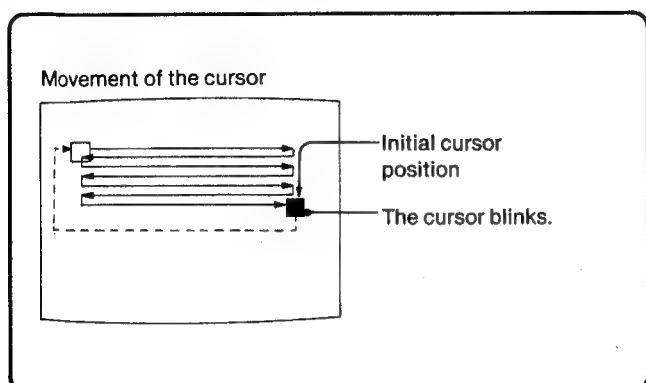 Movement of the cursor
Initial cursor
position
The cursor blinks.